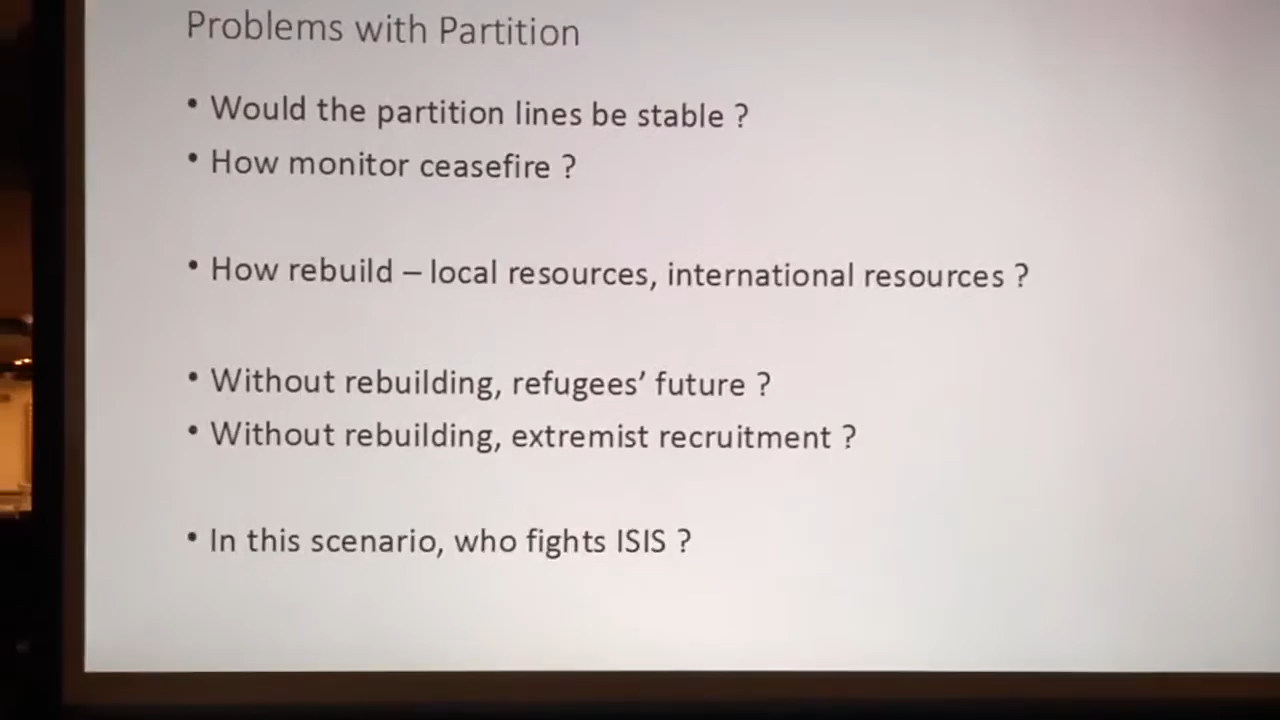 Problems with Partition
• Would the partition lines be stable ?
• How monitor ceasefire ?
• How rebuild – local resources, international resources ?
• Without rebuilding, refugees’ future ?
• Without rebuilding, extremist recruitment ?
• In this scenario, who fights ISIS ?